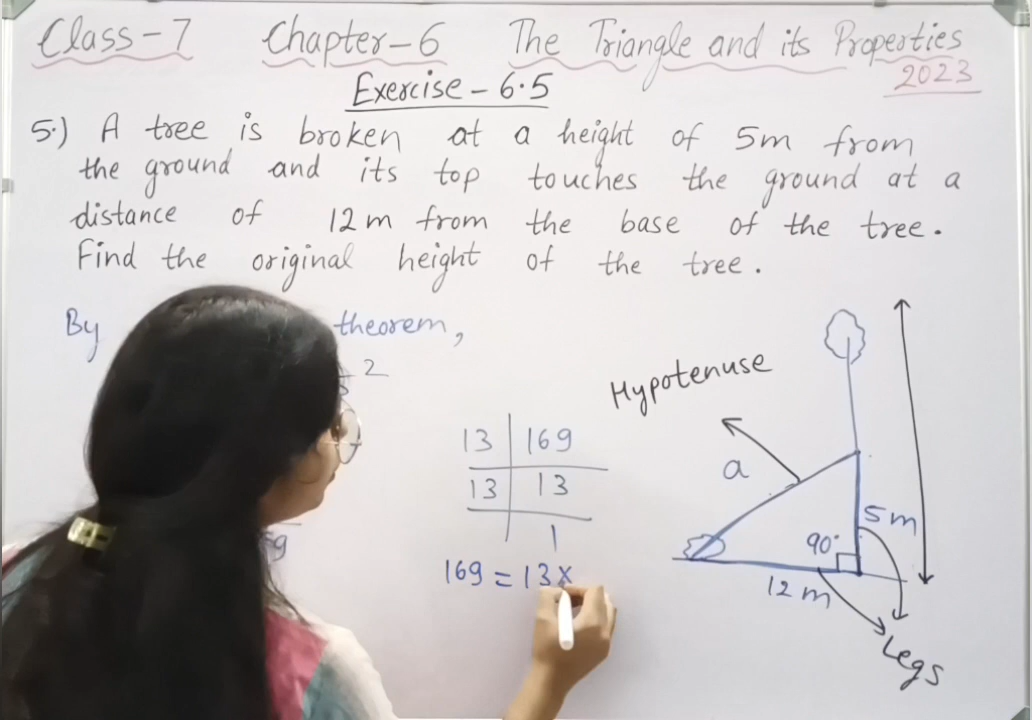 Class-7 Chapter-6 The Triangle and its Properties
2023
Exercise - 6.5
5.) A tree is broken at a height of 5m from
the ground and its top touches the ground at a
distance of 12m from the base of the tree.
Find the original height of the tree.
By theorem,
2
Hypotenuse
13 169
13 13
1
169 = 13x
a
5m
90°
12m
Legs